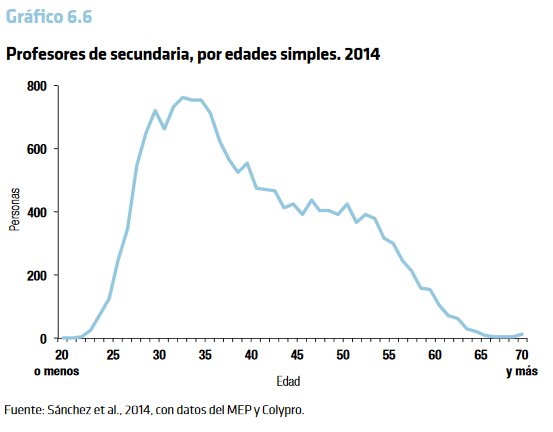 Gráfico 6.6
Profesores de secundaria, por edades simples. 2014
800
600
400
200
0
Personas
20 25 30 35 40 45 50 55 60 65 70
o menos y más
Edad
Fuente: Sánchez et al., 2014, con datos del MEP y Colypro.